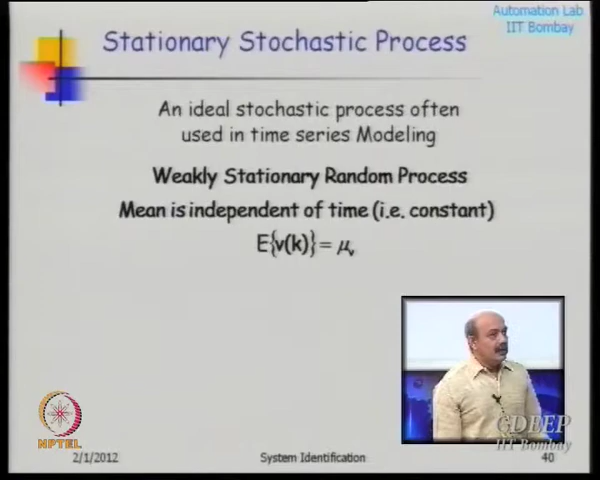 Automation Lab
IIT Bombay
Stationary Stochastic Process
An ideal stochastic process often
used in time series Modeling
Weakly Stationary Random Process
Mean is independent of time (i.e. constant)
E{v(k)} = μᵥ
NPTEL
CDEEP
IIT Bombay
2/1/2012
System Identification
40